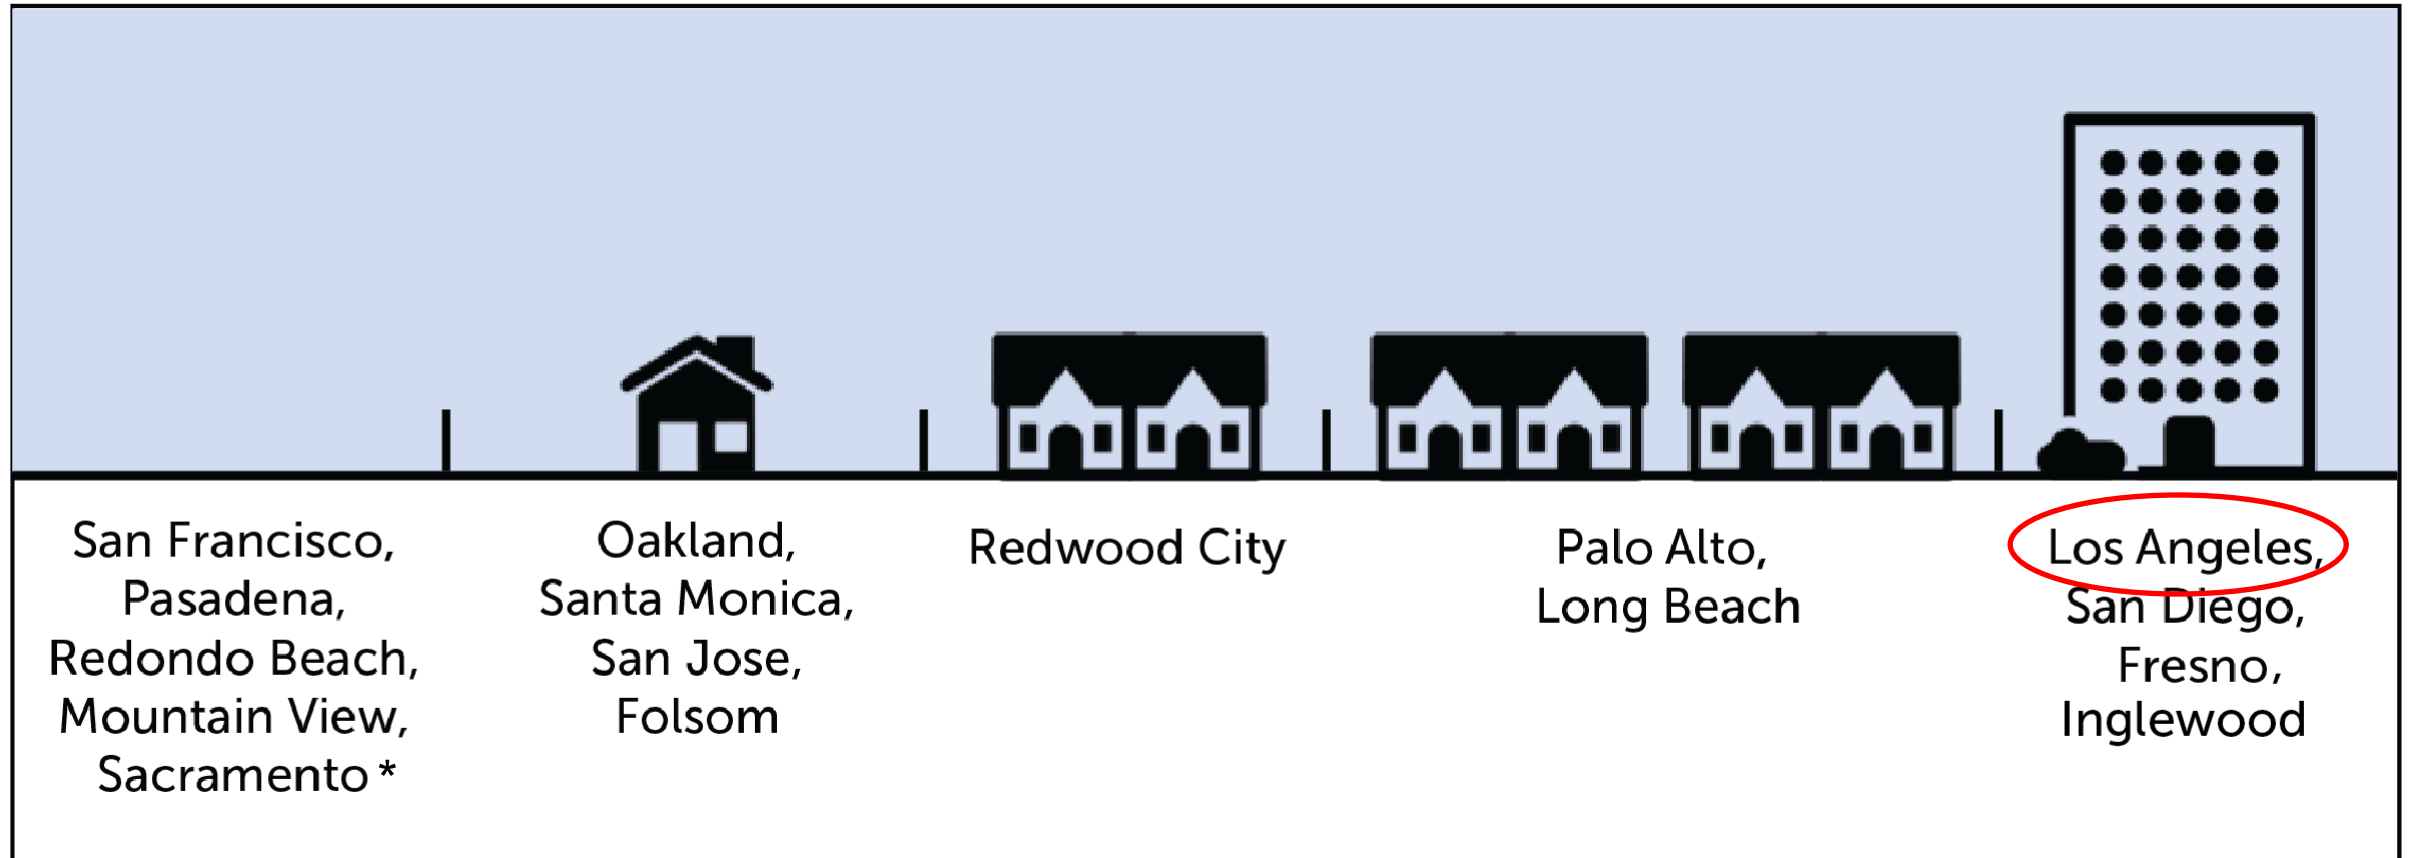 San Francisco,
Pasadena,
Redondo Beach,
Mountain View,
Sacramento *
Oakland,
Santa Monica,
San Jose,
Folsom
Redwood City
Palo Alto,
Long Beach
Los Angeles,
San Diego,
Fresno,
Inglewood